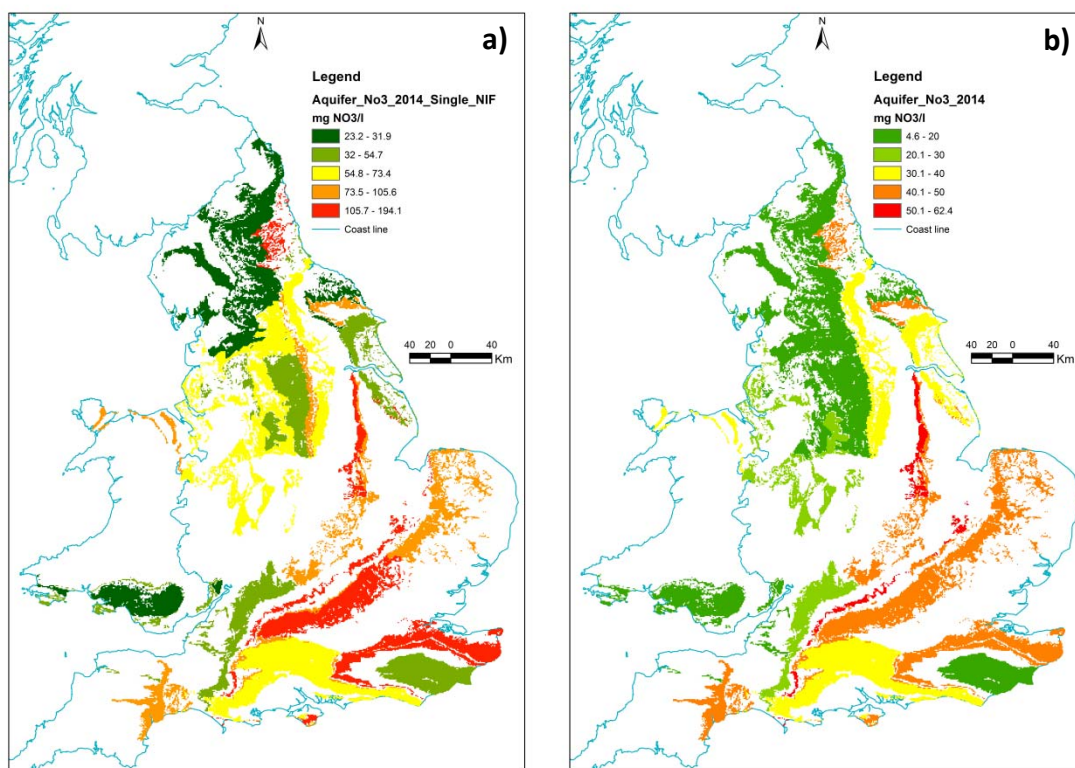 a)
N
Legend
Aquifer_No3_2014_Single_NIF
mg NO3/l
23.2 - 31.9
32 - 54.7
54.8 - 73.4
73.5 - 105.6
105.7 - 194.1
Coast line
40 20 0 40
Km
b)
N
Legend
Aquifer_No3_2014
mg NO3/l
4.6 - 20
20.1 - 30
30.1 - 40
40.1 - 50
50.1 - 62.4
Coast line
40 20 0 40
Km